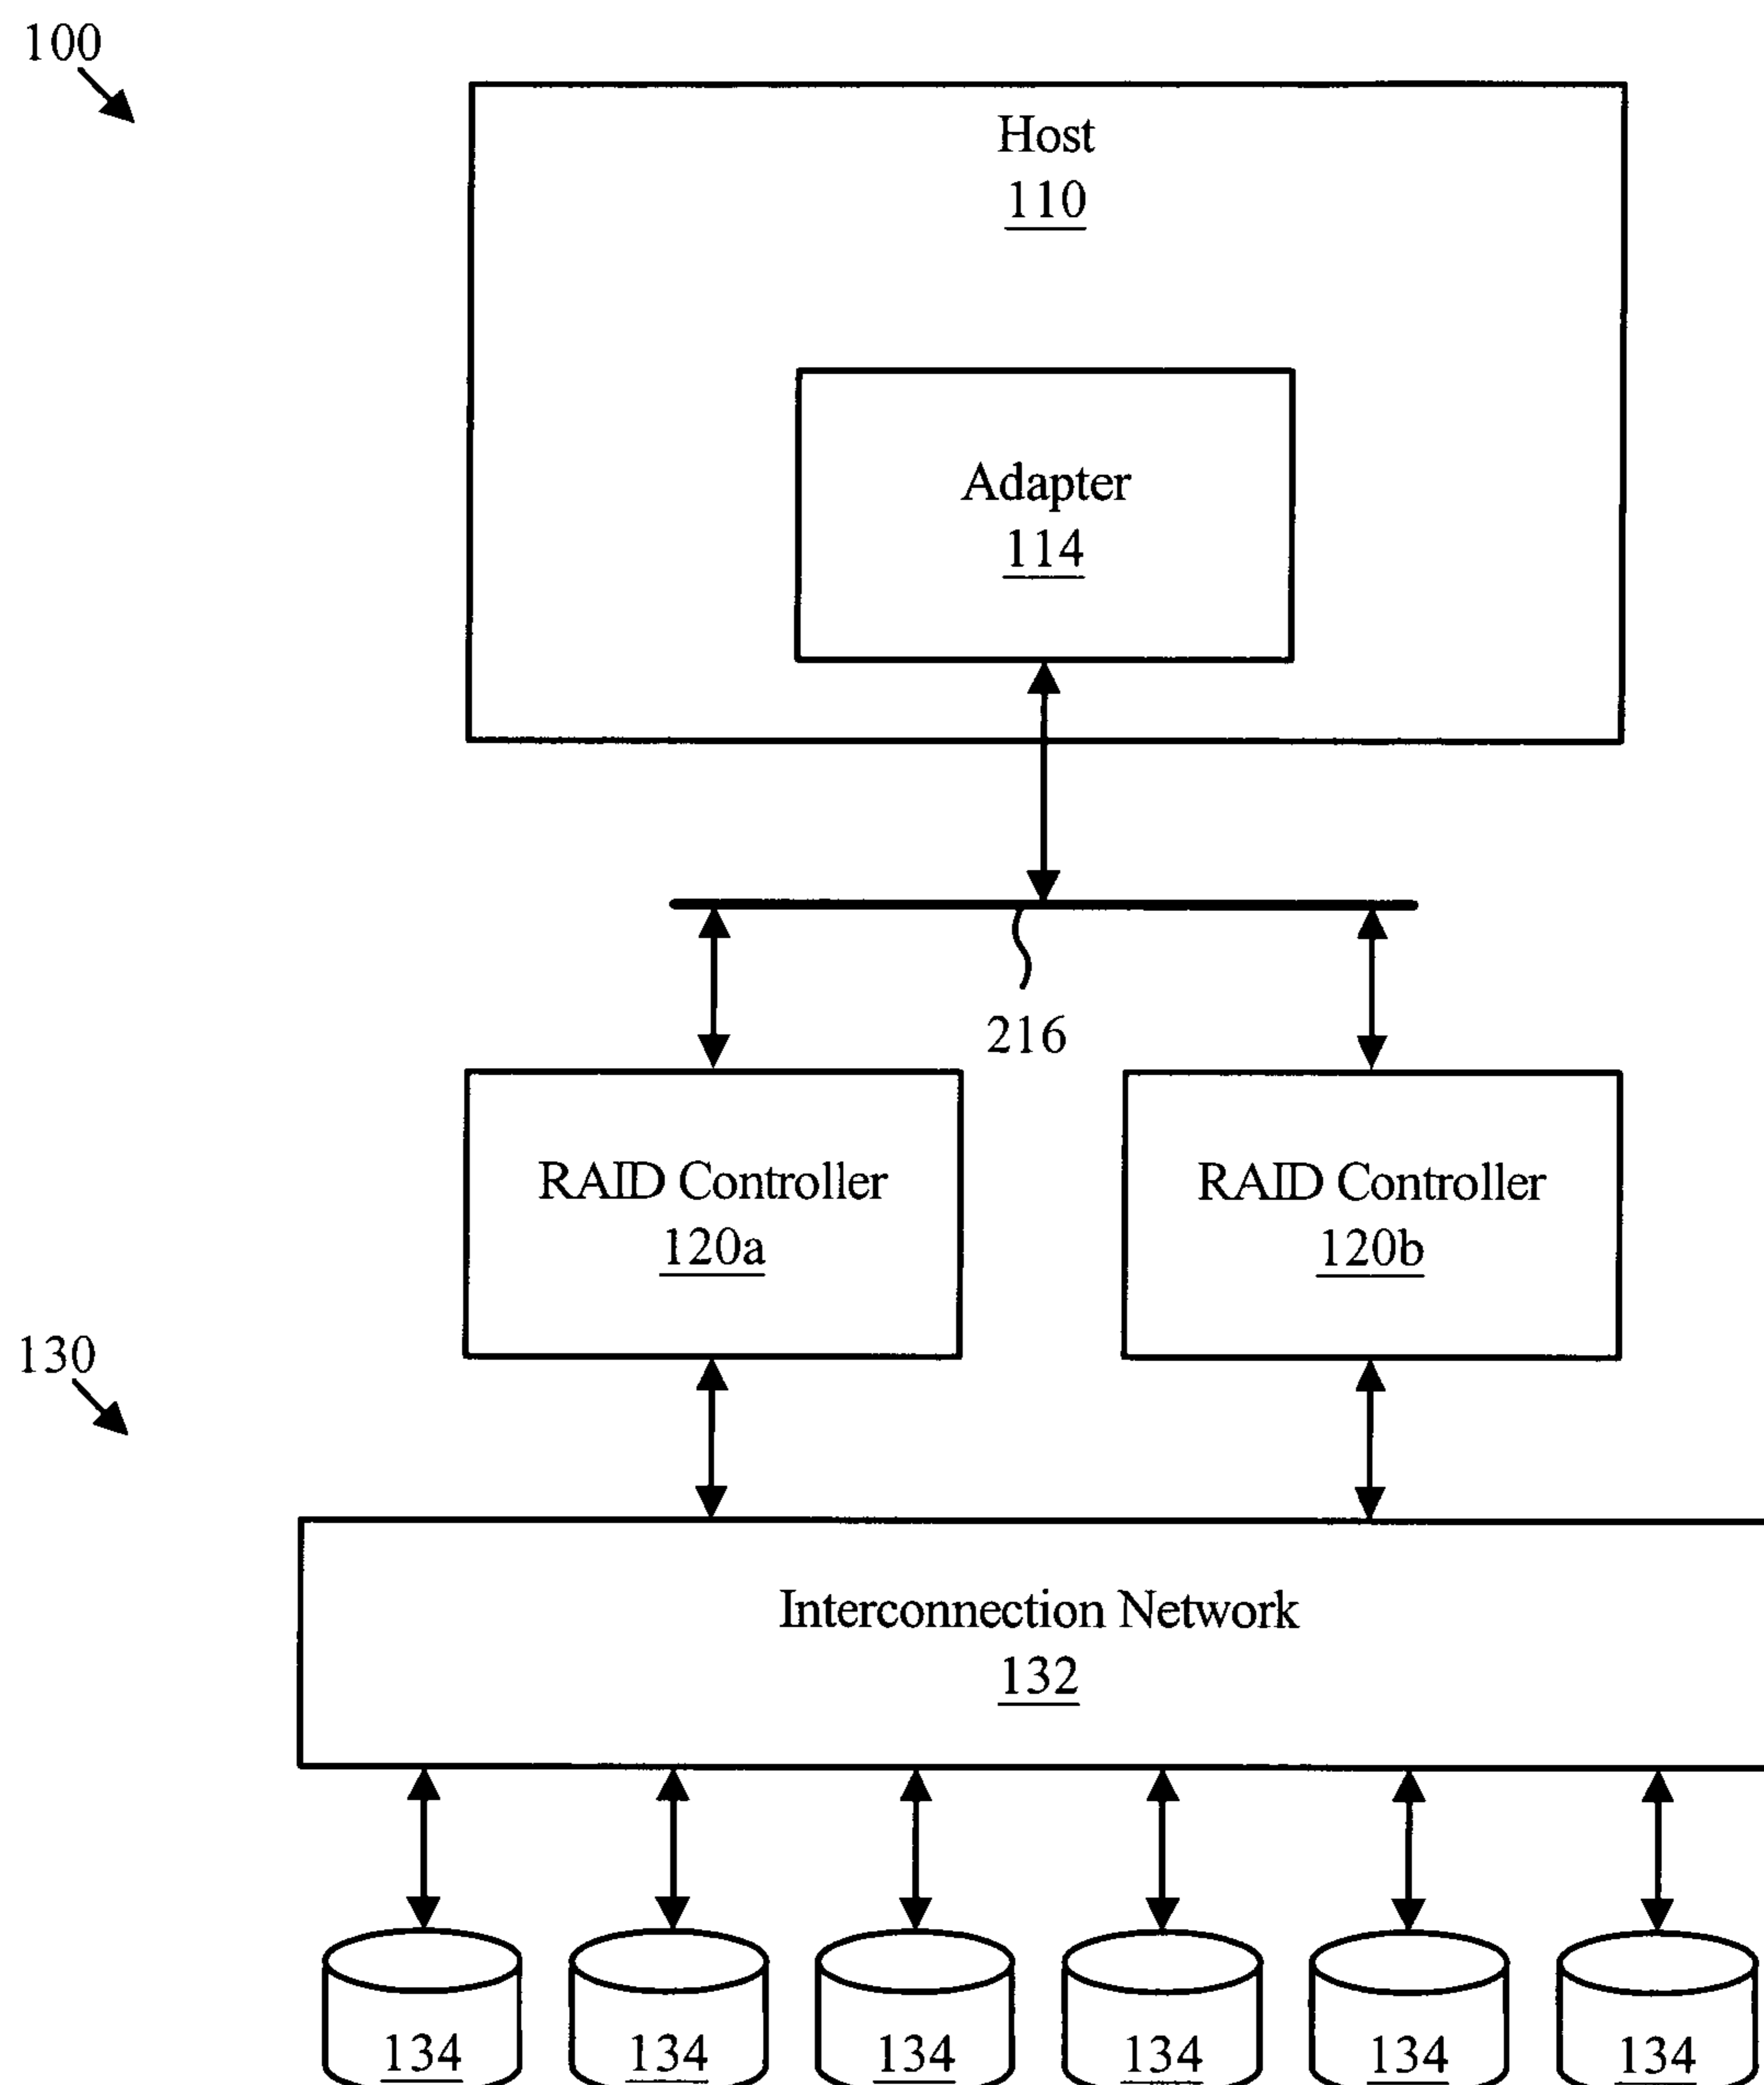 100
Host
110
Adapter
114
216
RAID Controller
120a
RAID Controller
120b
130
Interconnection Network
132
134 134 134 134 134 134